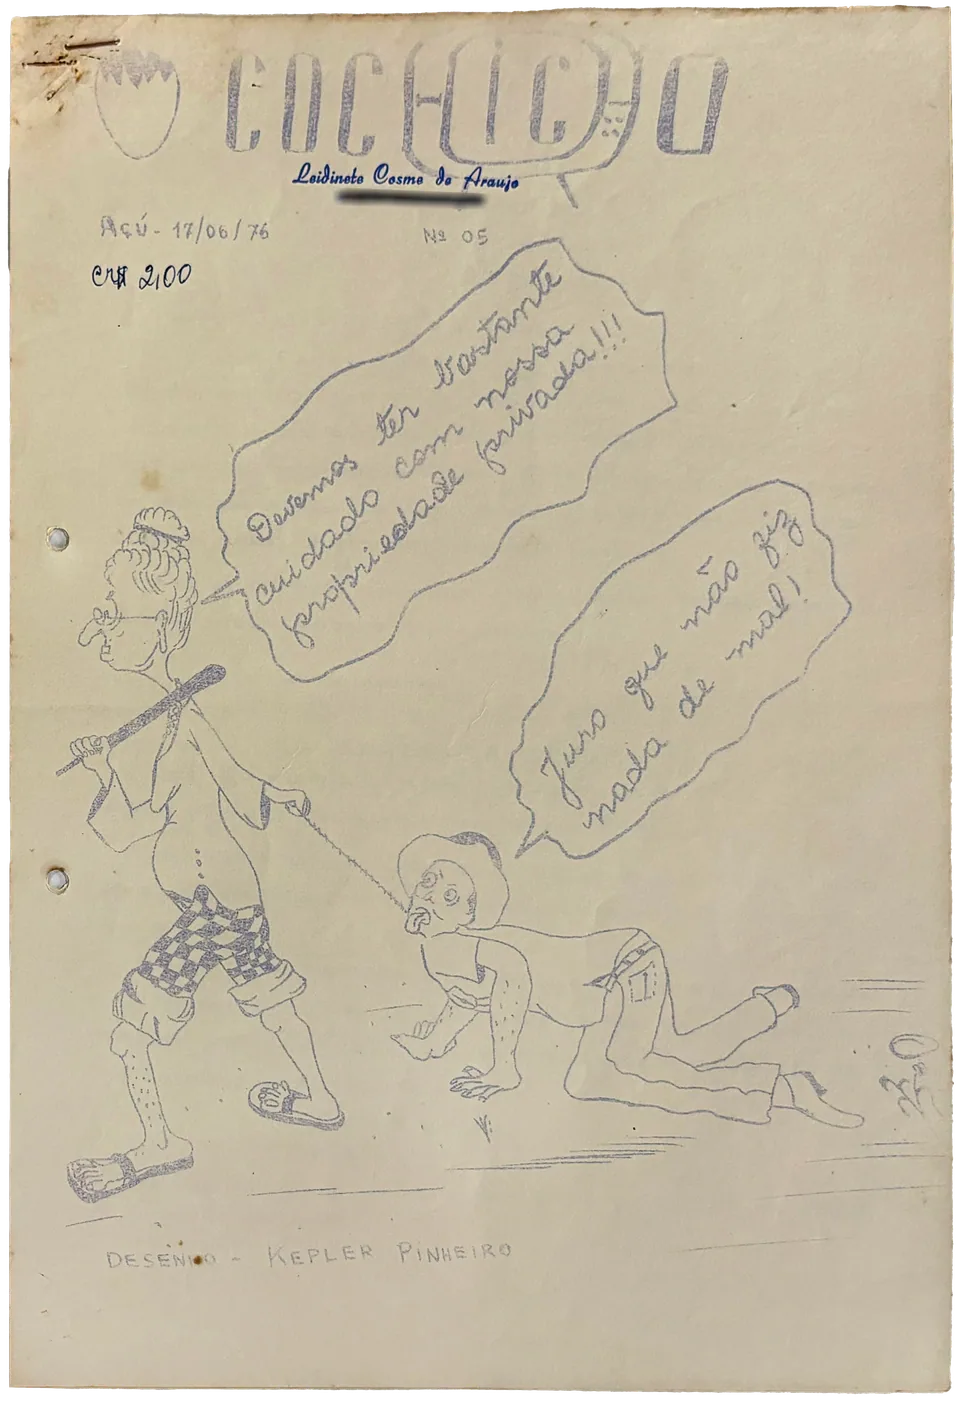 COCHICHO
Leidinete Cosme de Araujo
AÇÚ - 17/06/76
Nº 05
CR$ 2,00
Devemos ter bastante
cuidado com nossa
propriedade privada!!!
Juro que não fiz
nada de mal!
DESENHO - KEPLER PINHEIRO